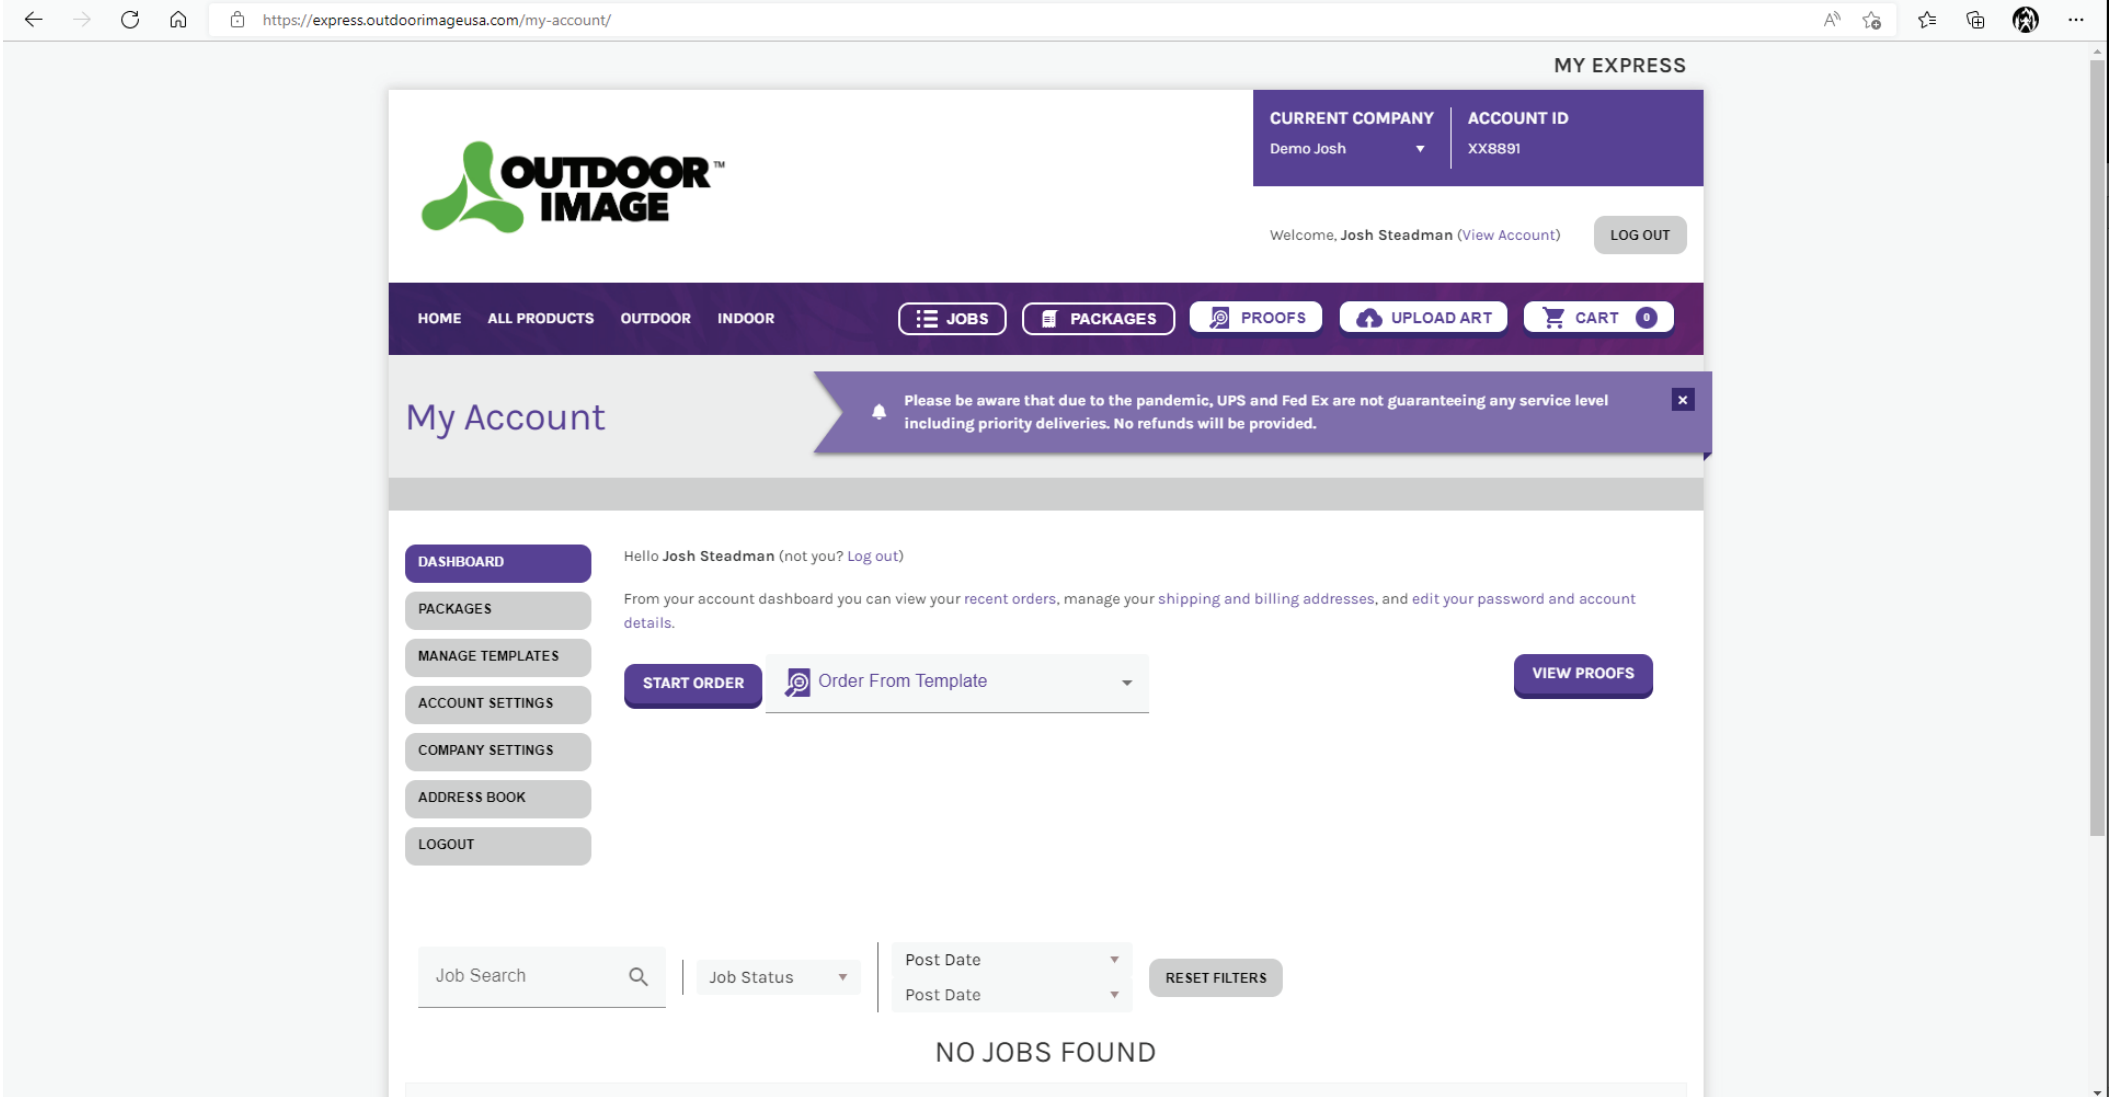 https://express.outdoorimageusa.com/my-account/
MY EXPRESS
CURRENT COMPANY
Demo Josh
ACCOUNT ID
XX8891
OUTDOOR™
IMAGE
Welcome, Josh Steadman (View Account)
LOG OUT
HOME ALL PRODUCTS OUTDOOR INDOOR JOBS PACKAGES PROOFS UPLOAD ART CART 0
My Account
Please be aware that due to the pandemic, UPS and Fed Ex are not guaranteeing any service level
including priority deliveries. No refunds will be provided.
DASHBOARD
PACKAGES
MANAGE TEMPLATES
ACCOUNT SETTINGS
COMPANY SETTINGS
ADDRESS BOOK
LOGOUT
Hello Josh Steadman (not you? Log out)
From your account dashboard you can view your recent orders, manage your shipping and billing addresses, and edit your password and account
details.
START ORDER
Order From Template
VIEW PROOFS
Job Search
Job Status
Post Date
Post Date
RESET FILTERS
NO JOBS FOUND